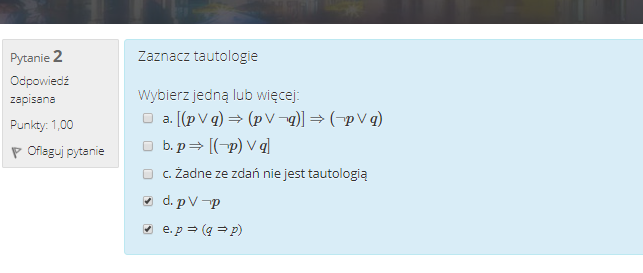 Pytanie 2
Odpowiedź
zapisana
Punkty: 1,00
Oflaguj pytanie
Zaznacz tautologie
Wybierz jedną lub więcej:
a. [(p ∨ q) ⇒ (p ∨ ¬q)] ⇒ (¬p ∨ q)
b. p ⇒ [(¬p) ∨ q]
c. Żadne ze zdań nie jest tautologią
d. p ∨ ¬p
e. p ⇒ (q ⇒ p)